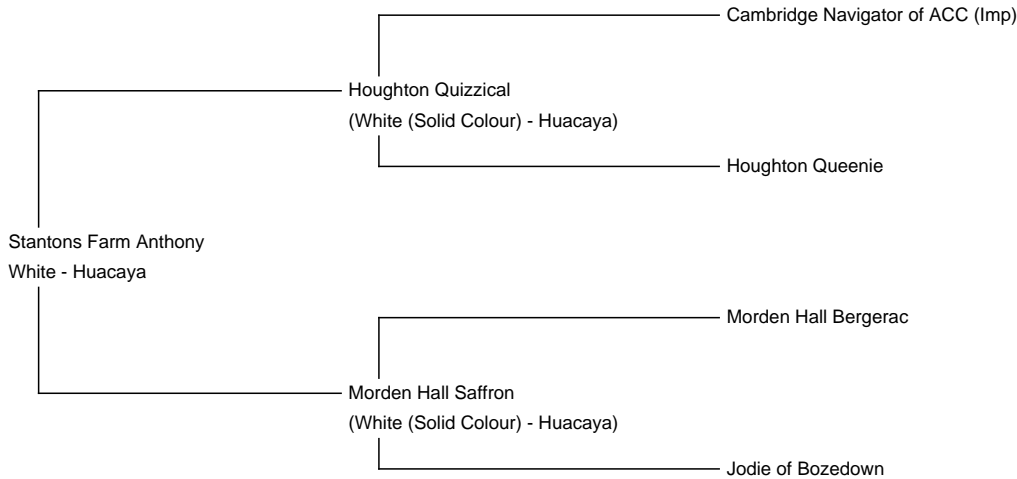 Cambridge Navigator of ACC (Imp)
Houghton Quizzical
(White (Solid Colour) - Huacaya)
Houghton Queenie
Stantons Farm Anthony
White - Huacaya
Morden Hall Bergerac
Morden Hall Saffron
(White (Solid Colour) - Huacaya)
Jodie of Bozedown